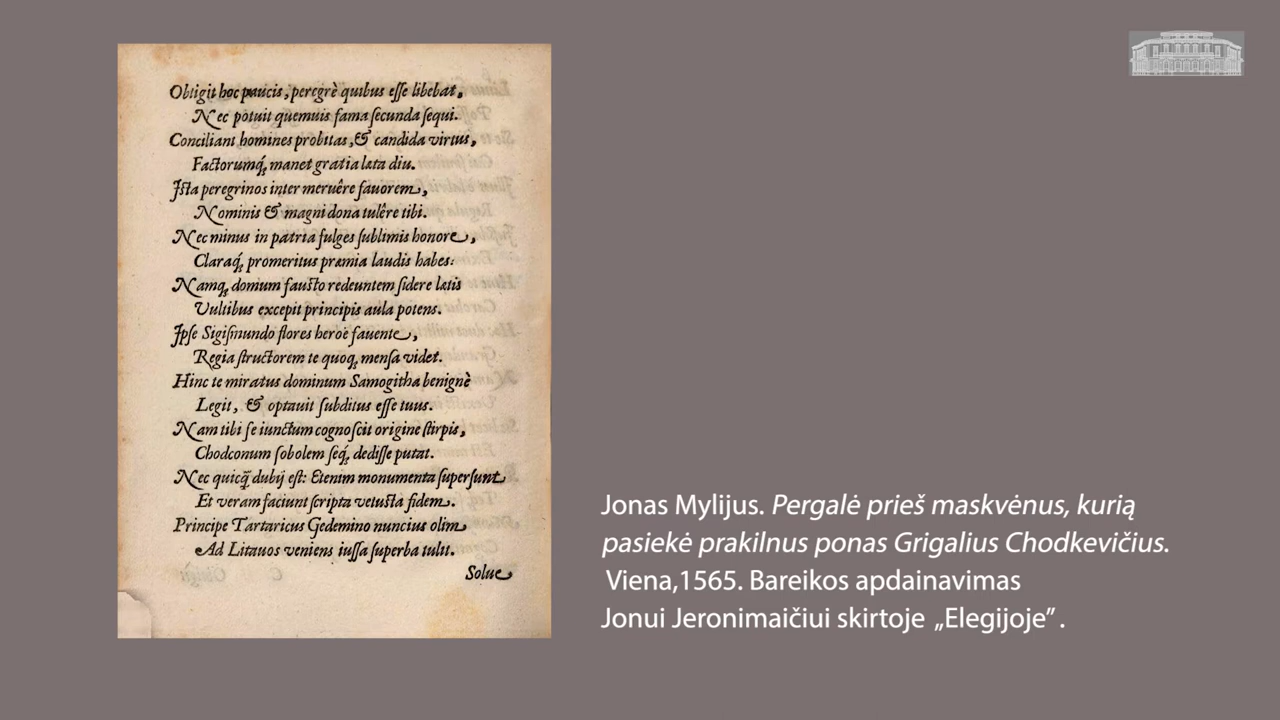 Obtigit hoc paucis, peregrè quibus esse libebat,
Nec potuit quemuis fama secunda sequi.
Conciliant homines probitas, & candida virtus,
Factorumq́; manet gratia lata diu.
Ista peregrinos inter meruêre fauorem,
Nominis & magni dona tulêre tibi.
Nec minus in patria fulges sublimis honore,
Claraq́; promeritus præmia laudis habes:
Namq; domum fausto redeuntem sidere lætis
Vultibus excepit principis aula potens.
Ipse Sigismundo flores heroë fauente,
Regia structorem te quoq; mensa videt.
Hinc te miratus dominum Samogitha benignè
Legit, & optauit subditus esse tuus.
Nam tibi se iunctum cognoscit origine stirpis,
Chodconum sobolem seq́; dedisse putat.
Nec quicq̃ dubij est: Etenim monumenta supersunt
Et veram faciunt scripta vetusta fidem.
Principe Tartaricus Gedemino nuncius olim
Ad Litauos veniens iussa superba tulit.
Solue
Jonas Mylijus. Pergalė prieš maskvėnus, kurią
pasiekė prakilnus ponas Grigalius Chodkevičius.
Viena,1565. Bareikos apdainavimas
Jonui Jeronimaičiui skirtoje „Elegijoje”.